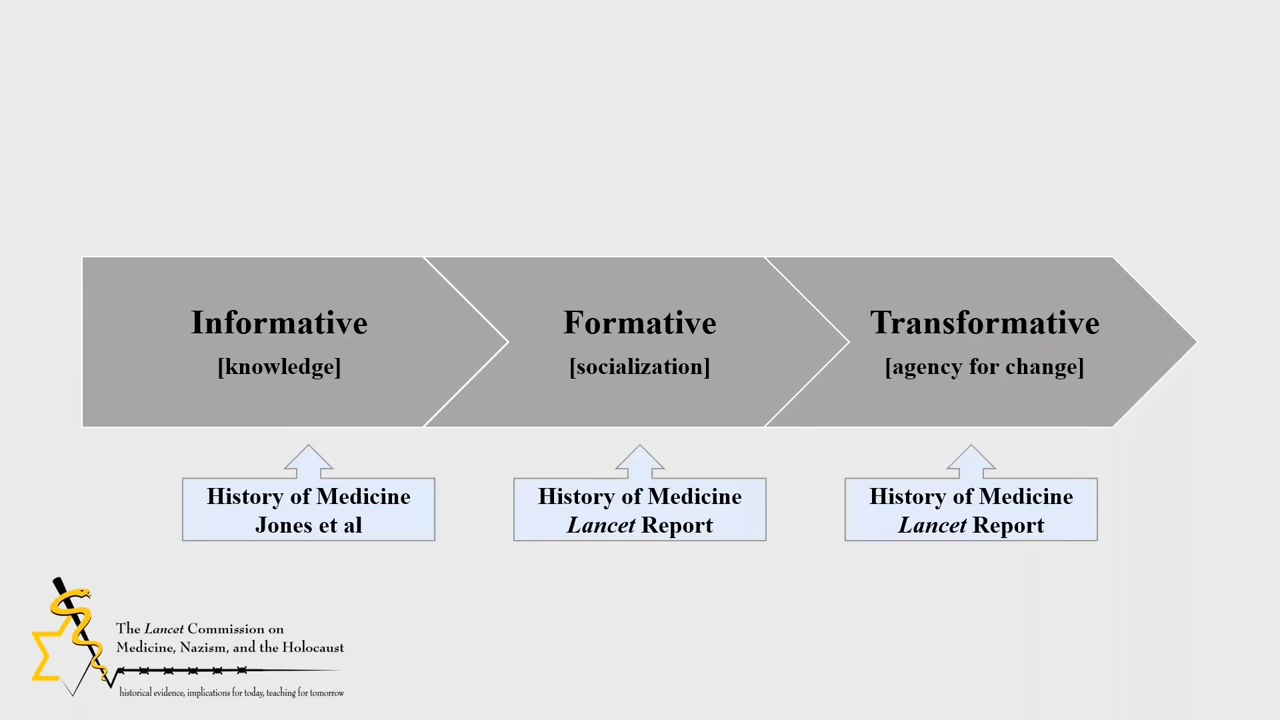 Informative
[knowledge]
Formative
[socialization]
Transformative
[agency for change]
History of Medicine
Jones et al
History of Medicine
Lancet Report
History of Medicine
Lancet Report
The Lancet Commission on
Medicine, Nazism, and the Holocaust
historical evidence, implications for today, teaching for tomorrow